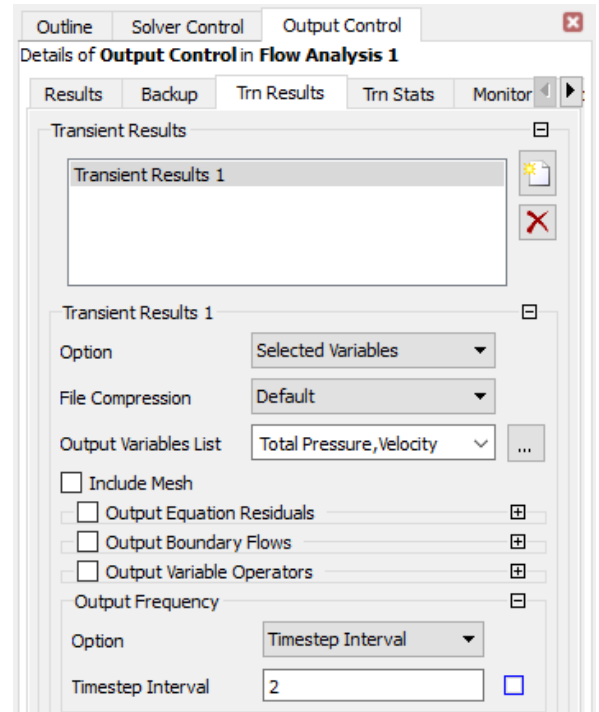 Outline Solver Control Output Control
Details of Output Control in Flow Analysis 1
Results Backup Trn Results Trn Stats Monitor
Transient Results
Transient Results 1
Transient Results 1
Option Selected Variables
File Compression Default
Output Variables List Total Pressure,Velocity ...
Include Mesh
Output Equation Residuals
Output Boundary Flows
Output Variable Operators
Output Frequency
Option Timestep Interval
Timestep Interval 2